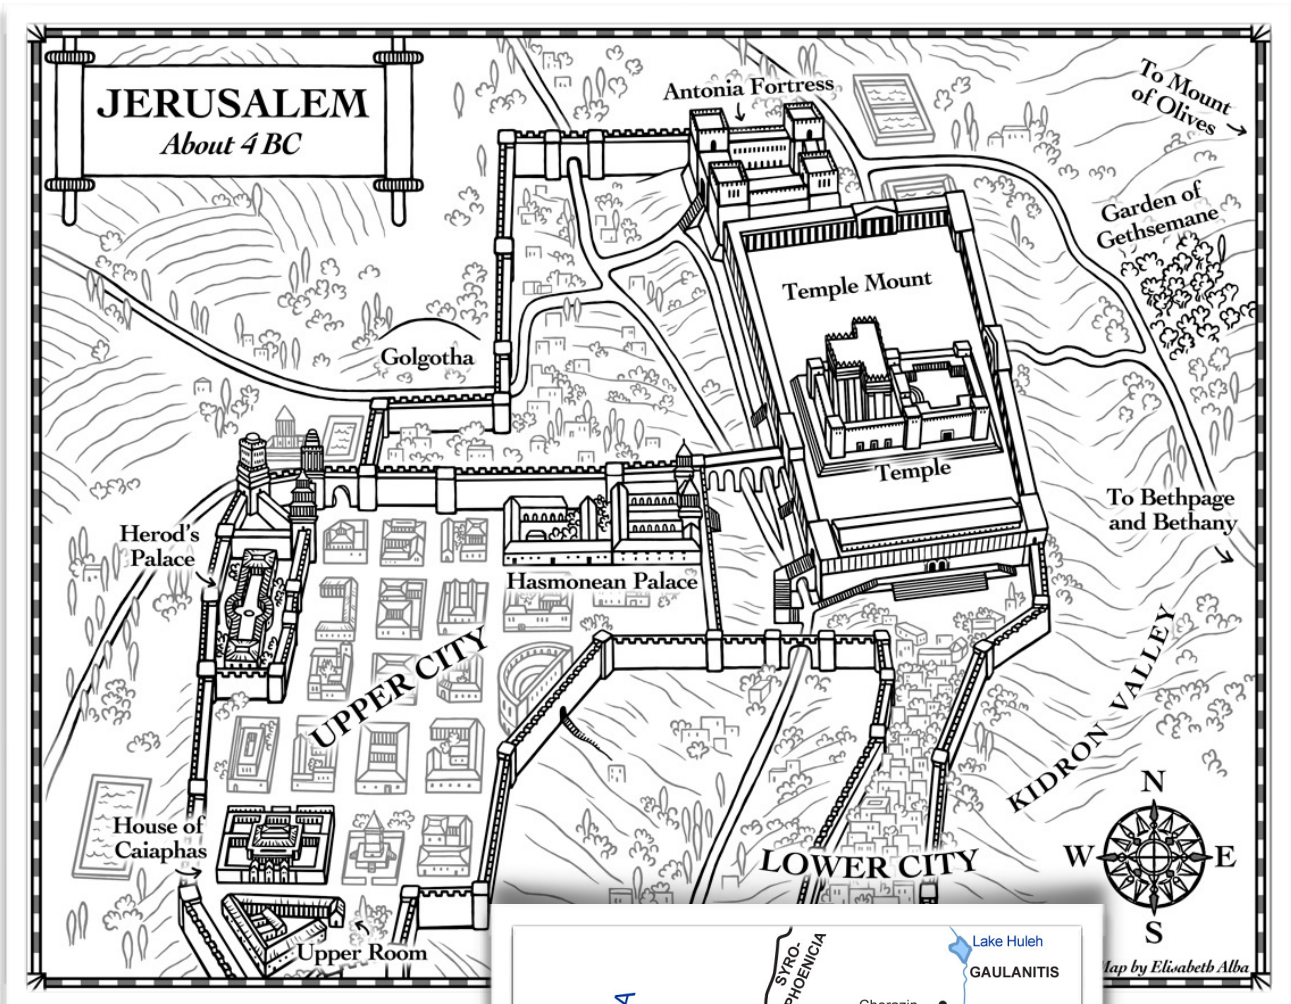 JERUSALEM
About 4 BC
Antonia Fortress
To Mount
of Olives
Garden of
Gethsemane
Temple Mount
Golgotha
Temple
To Bethpage
and Bethany
Herod's
Palace
Hasmonean Palace
UPPER CITY
KIDRON VALLEY
House of
Caiaphas
LOWER CITY
N
W
E
S
Upper Room
Map by Elisabeth Alba
SYRO-
PHOENICIA
Lake Huleh
GAULANITIS
Chorazin
A